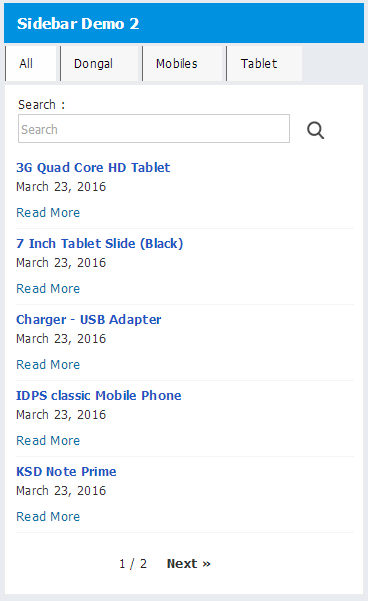 Sidebar Demo 2
All Dongal Mobiles Tablet
Search :
Search
3G Quad Core HD Tablet
March 23, 2016
Read More
7 Inch Tablet Slide (Black)
March 23, 2016
Read More
Charger - USB Adapter
March 23, 2016
Read More
IDPS classic Mobile Phone
March 23, 2016
Read More
KSD Note Prime
March 23, 2016
Read More
1 / 2 Next »